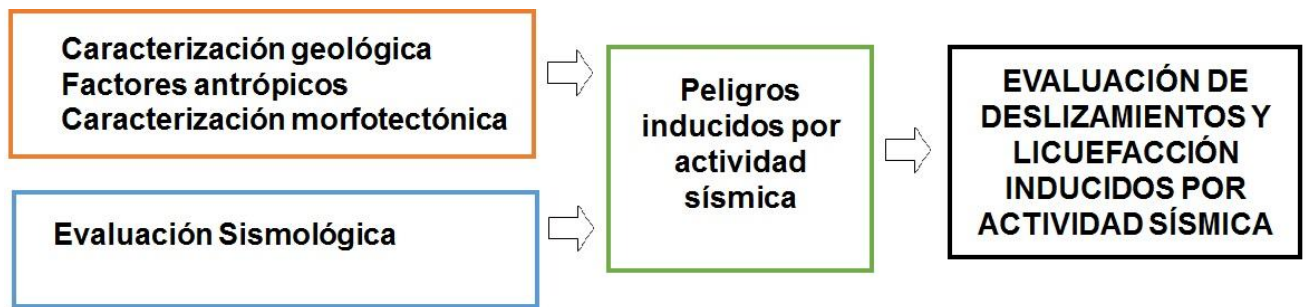 Caracterización geológica
Factores antrópicos
Caracterización morfotectónica
Evaluación Sismológica
Peligros
inducidos por
actividad
sísmica
EVALUACIÓN DE
DESLIZAMIENTOS Y
LICUEFACCIÓN
INDUCIDOS POR
ACTIVIDAD SÍSMICA